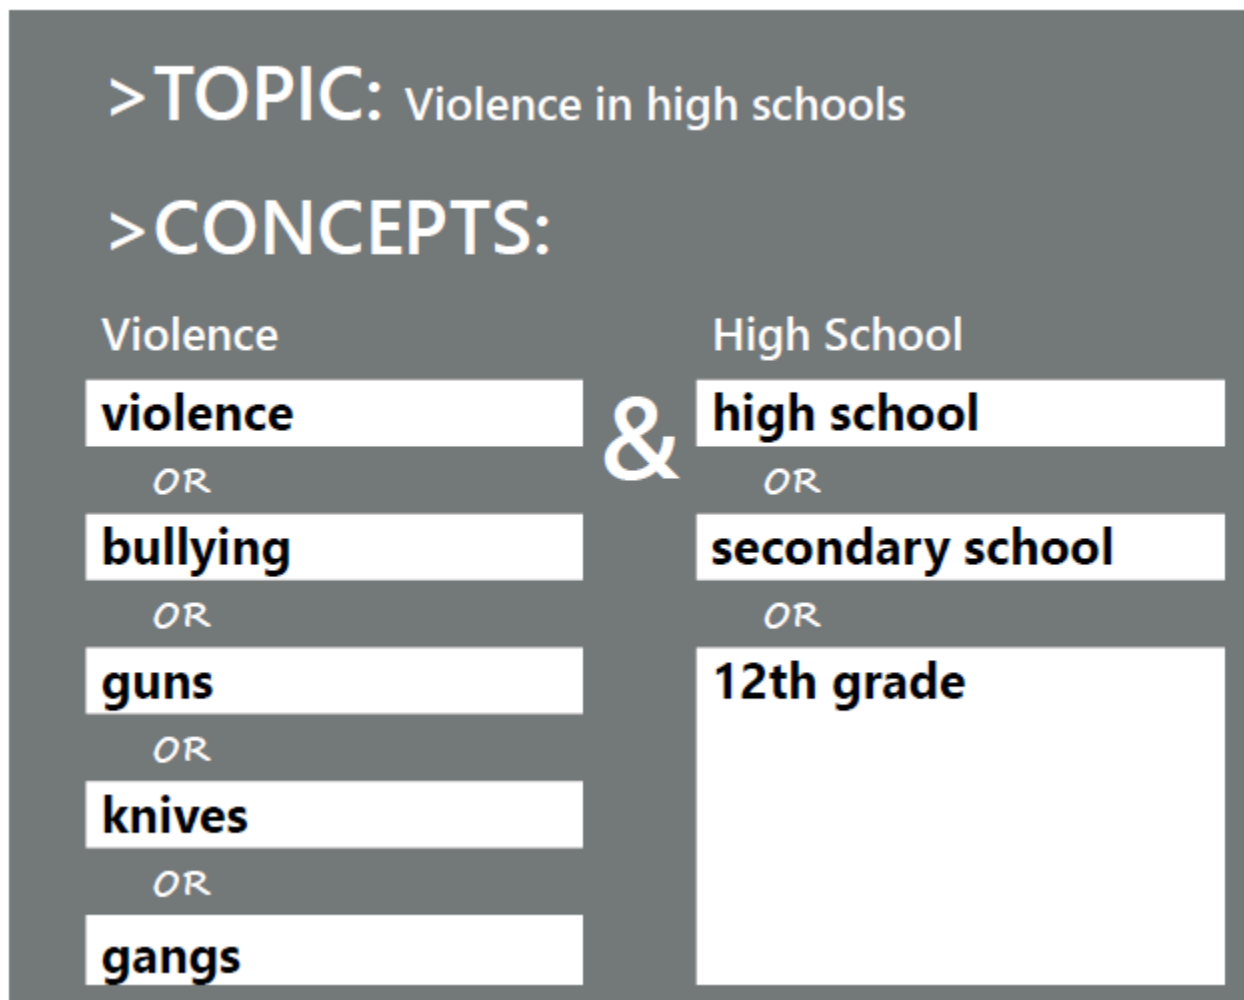 >TOPIC: Violence in high schools
>CONCEPTS:
Violence
violence
OR
bullying
OR
guns
OR
knives
OR
gangs
&
High School
high school
OR
secondary school
OR
12th grade